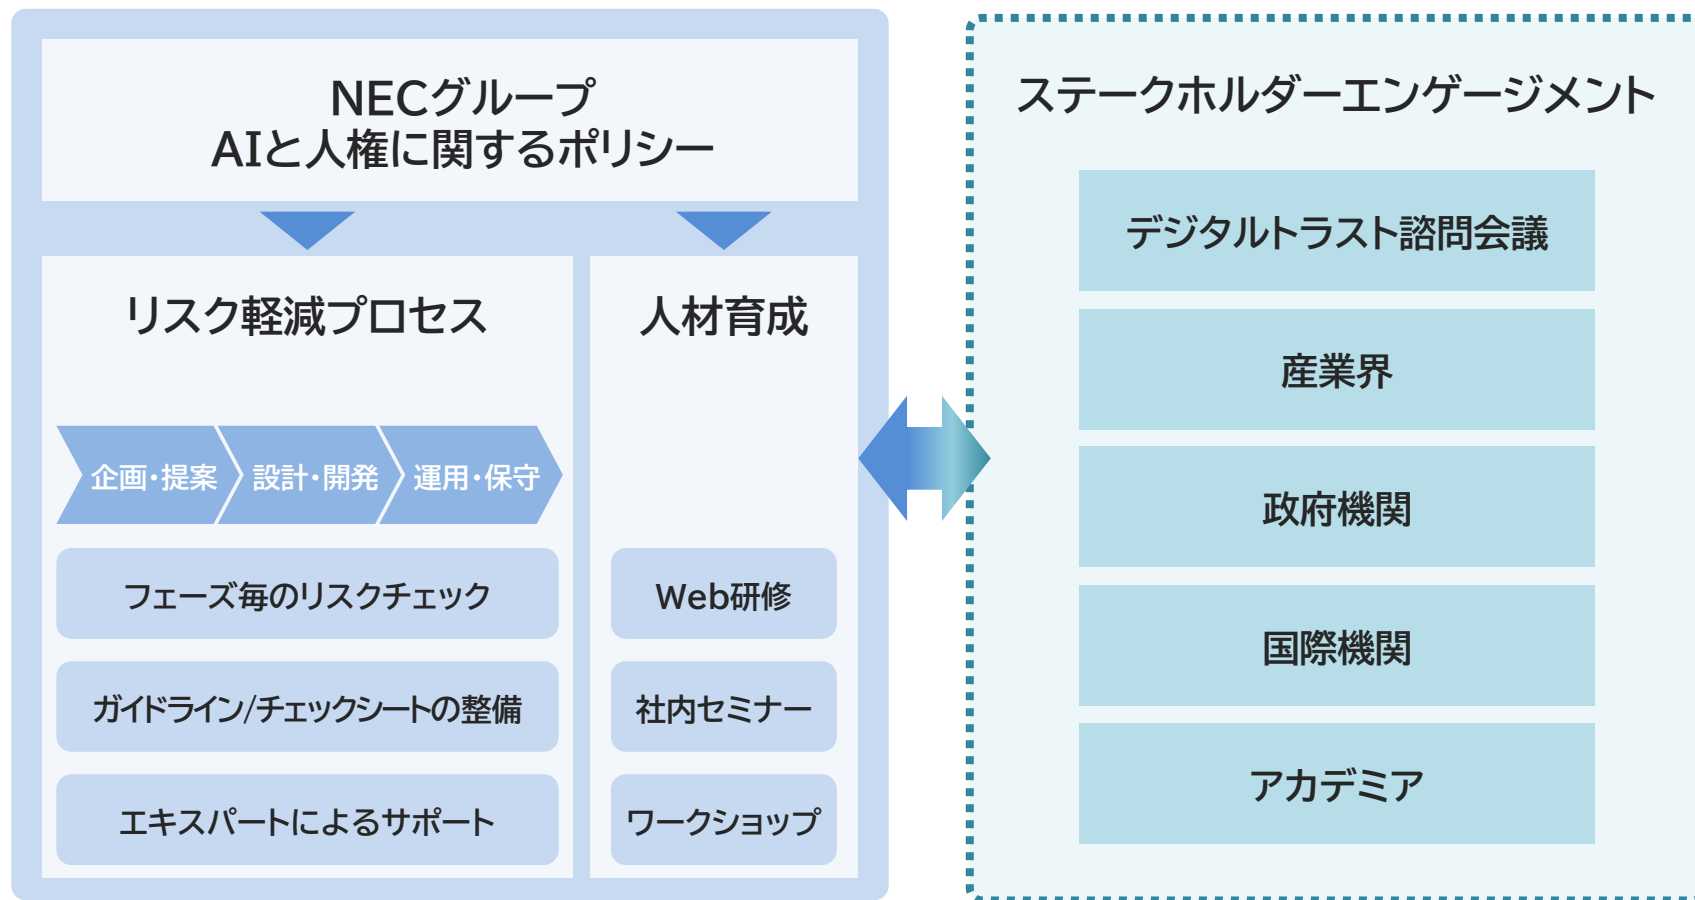 NECグループ
AIと人権に関するポリシー
リスク軽減プロセス
企画・提案
設計・開発
運用・保守
フェーズ毎のリスクチェック
ガイドライン/チェックシートの整備
エキスパートによるサポート
人材育成
Web研修
社内セミナー
ワークショップ
ステークホルダーエンゲージメント
デジタルトラスト諮問会議
産業界
政府機関
国際機関
アカデミア